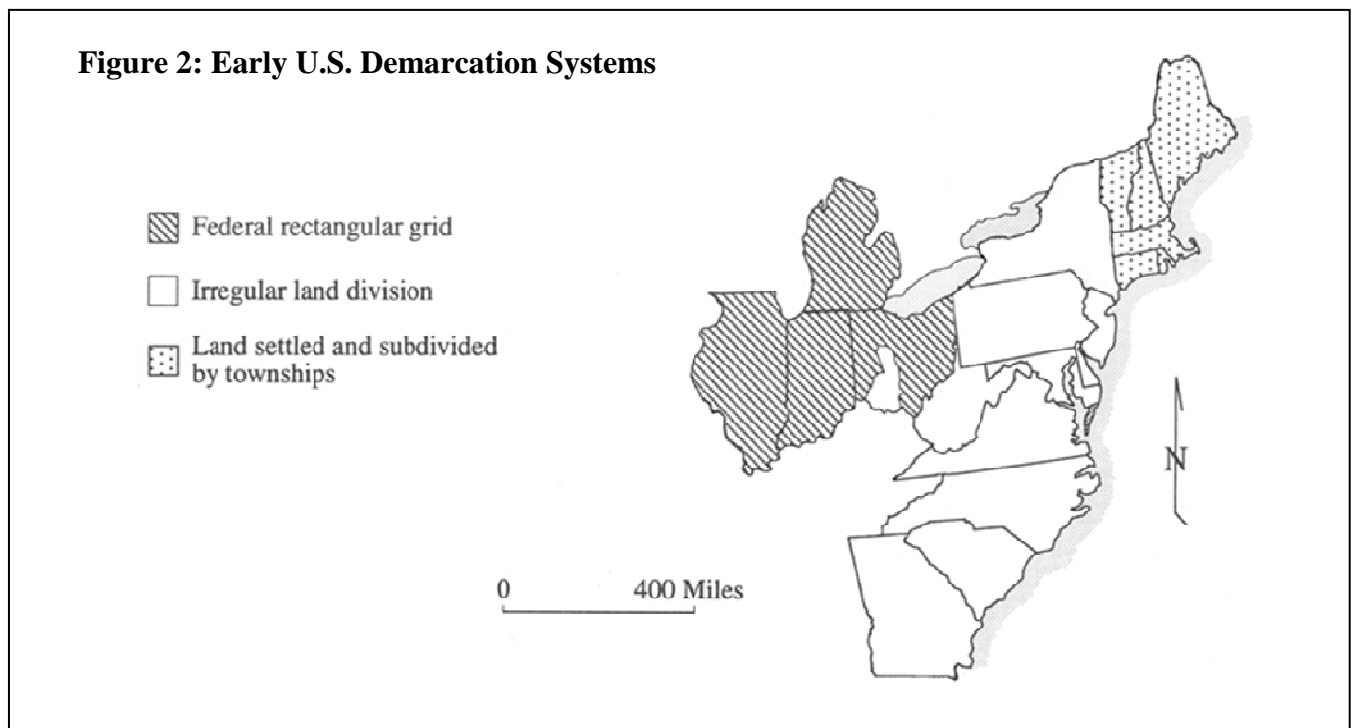 Figure 2: Early U.S. Demarcation Systems
Federal rectangular grid
Irregular land division
Land settled and subdivided
by townships
N
0 400 Miles